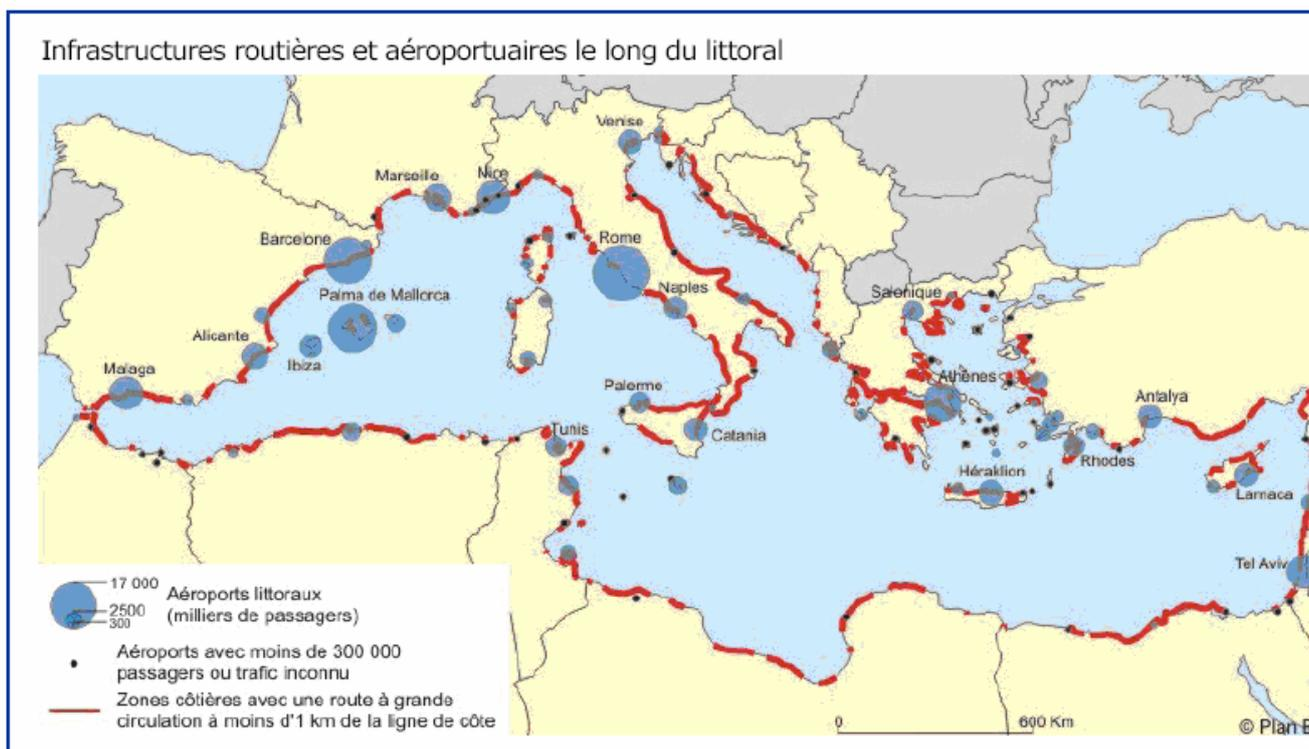 Infrastructures routières et aéroportuaires le long du littoral
Venise
Marseille
Nice
Barcelone
Rome
Palma de Mallorca
Naples
Salonique
Alicante
Ibiza
Malaga
Palerme
Athènes
Antalya
Tunis
Catania
Rhodes
Héraklion
Larnaca
Tel Aviv
17 000
2500
300
Aéroports littoraux
(milliers de passagers)
Aéroports avec moins de 300 000
passagers ou trafic inconnu
Zones côtières avec une route à grande
circulation à moins d'1 km de la ligne de côte
0
600 Km
© Plan